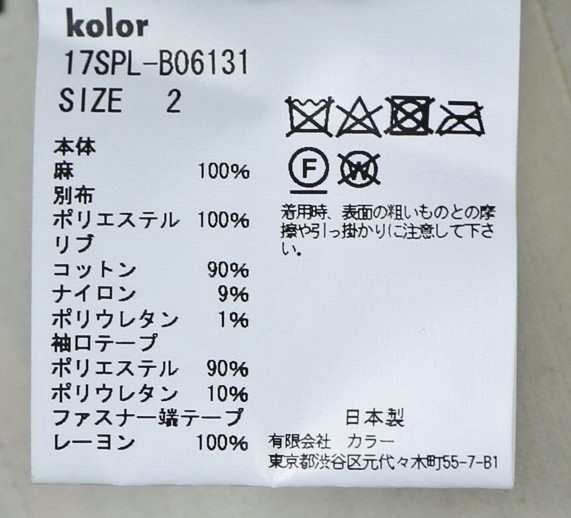 kolor
17SPL-B06131
SIZE 2
本体
麻 100%
別布
ポリエステル 100%
リブ
コットン 90%
ナイロン 9%
ポリウレタン 1%
袖口テープ
ポリエステル 90%
ポリウレタン 10%
ファスナー端テープ
レーヨン 100%
F W
着用時、表面の粗いものとの摩
擦や引っ掛かりに注意して下さ
い。
日本製
有限会社 カラー
東京都渋谷区元代々木町55-7-B1